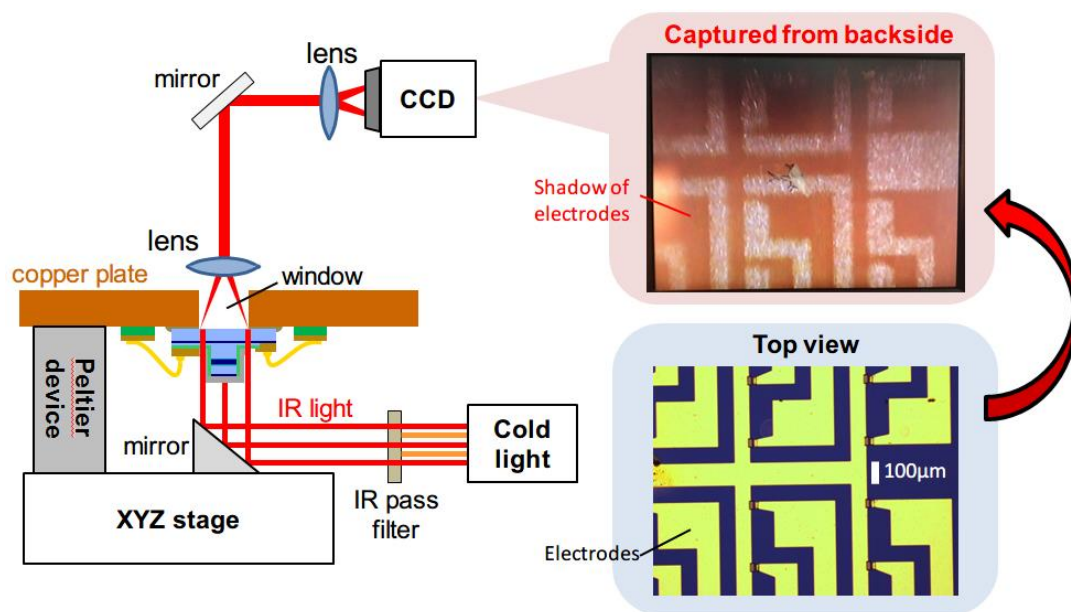 lens
mirror
CCD
Captured from backside
Shadow of
electrodes
lens
window
copper plate
Peltier
device
IR light
mirror
Cold
light
IR pass
filter
XYZ stage
Top view
100μm
Electrodes